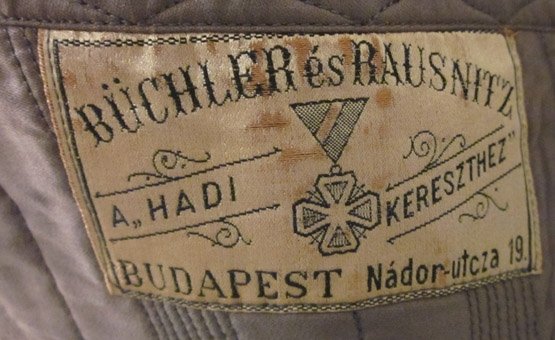 BÜCHLER és RAUSNITZ
A „HADI KERESZTHEZ"
BUDAPEST Nádor-utcza 19.